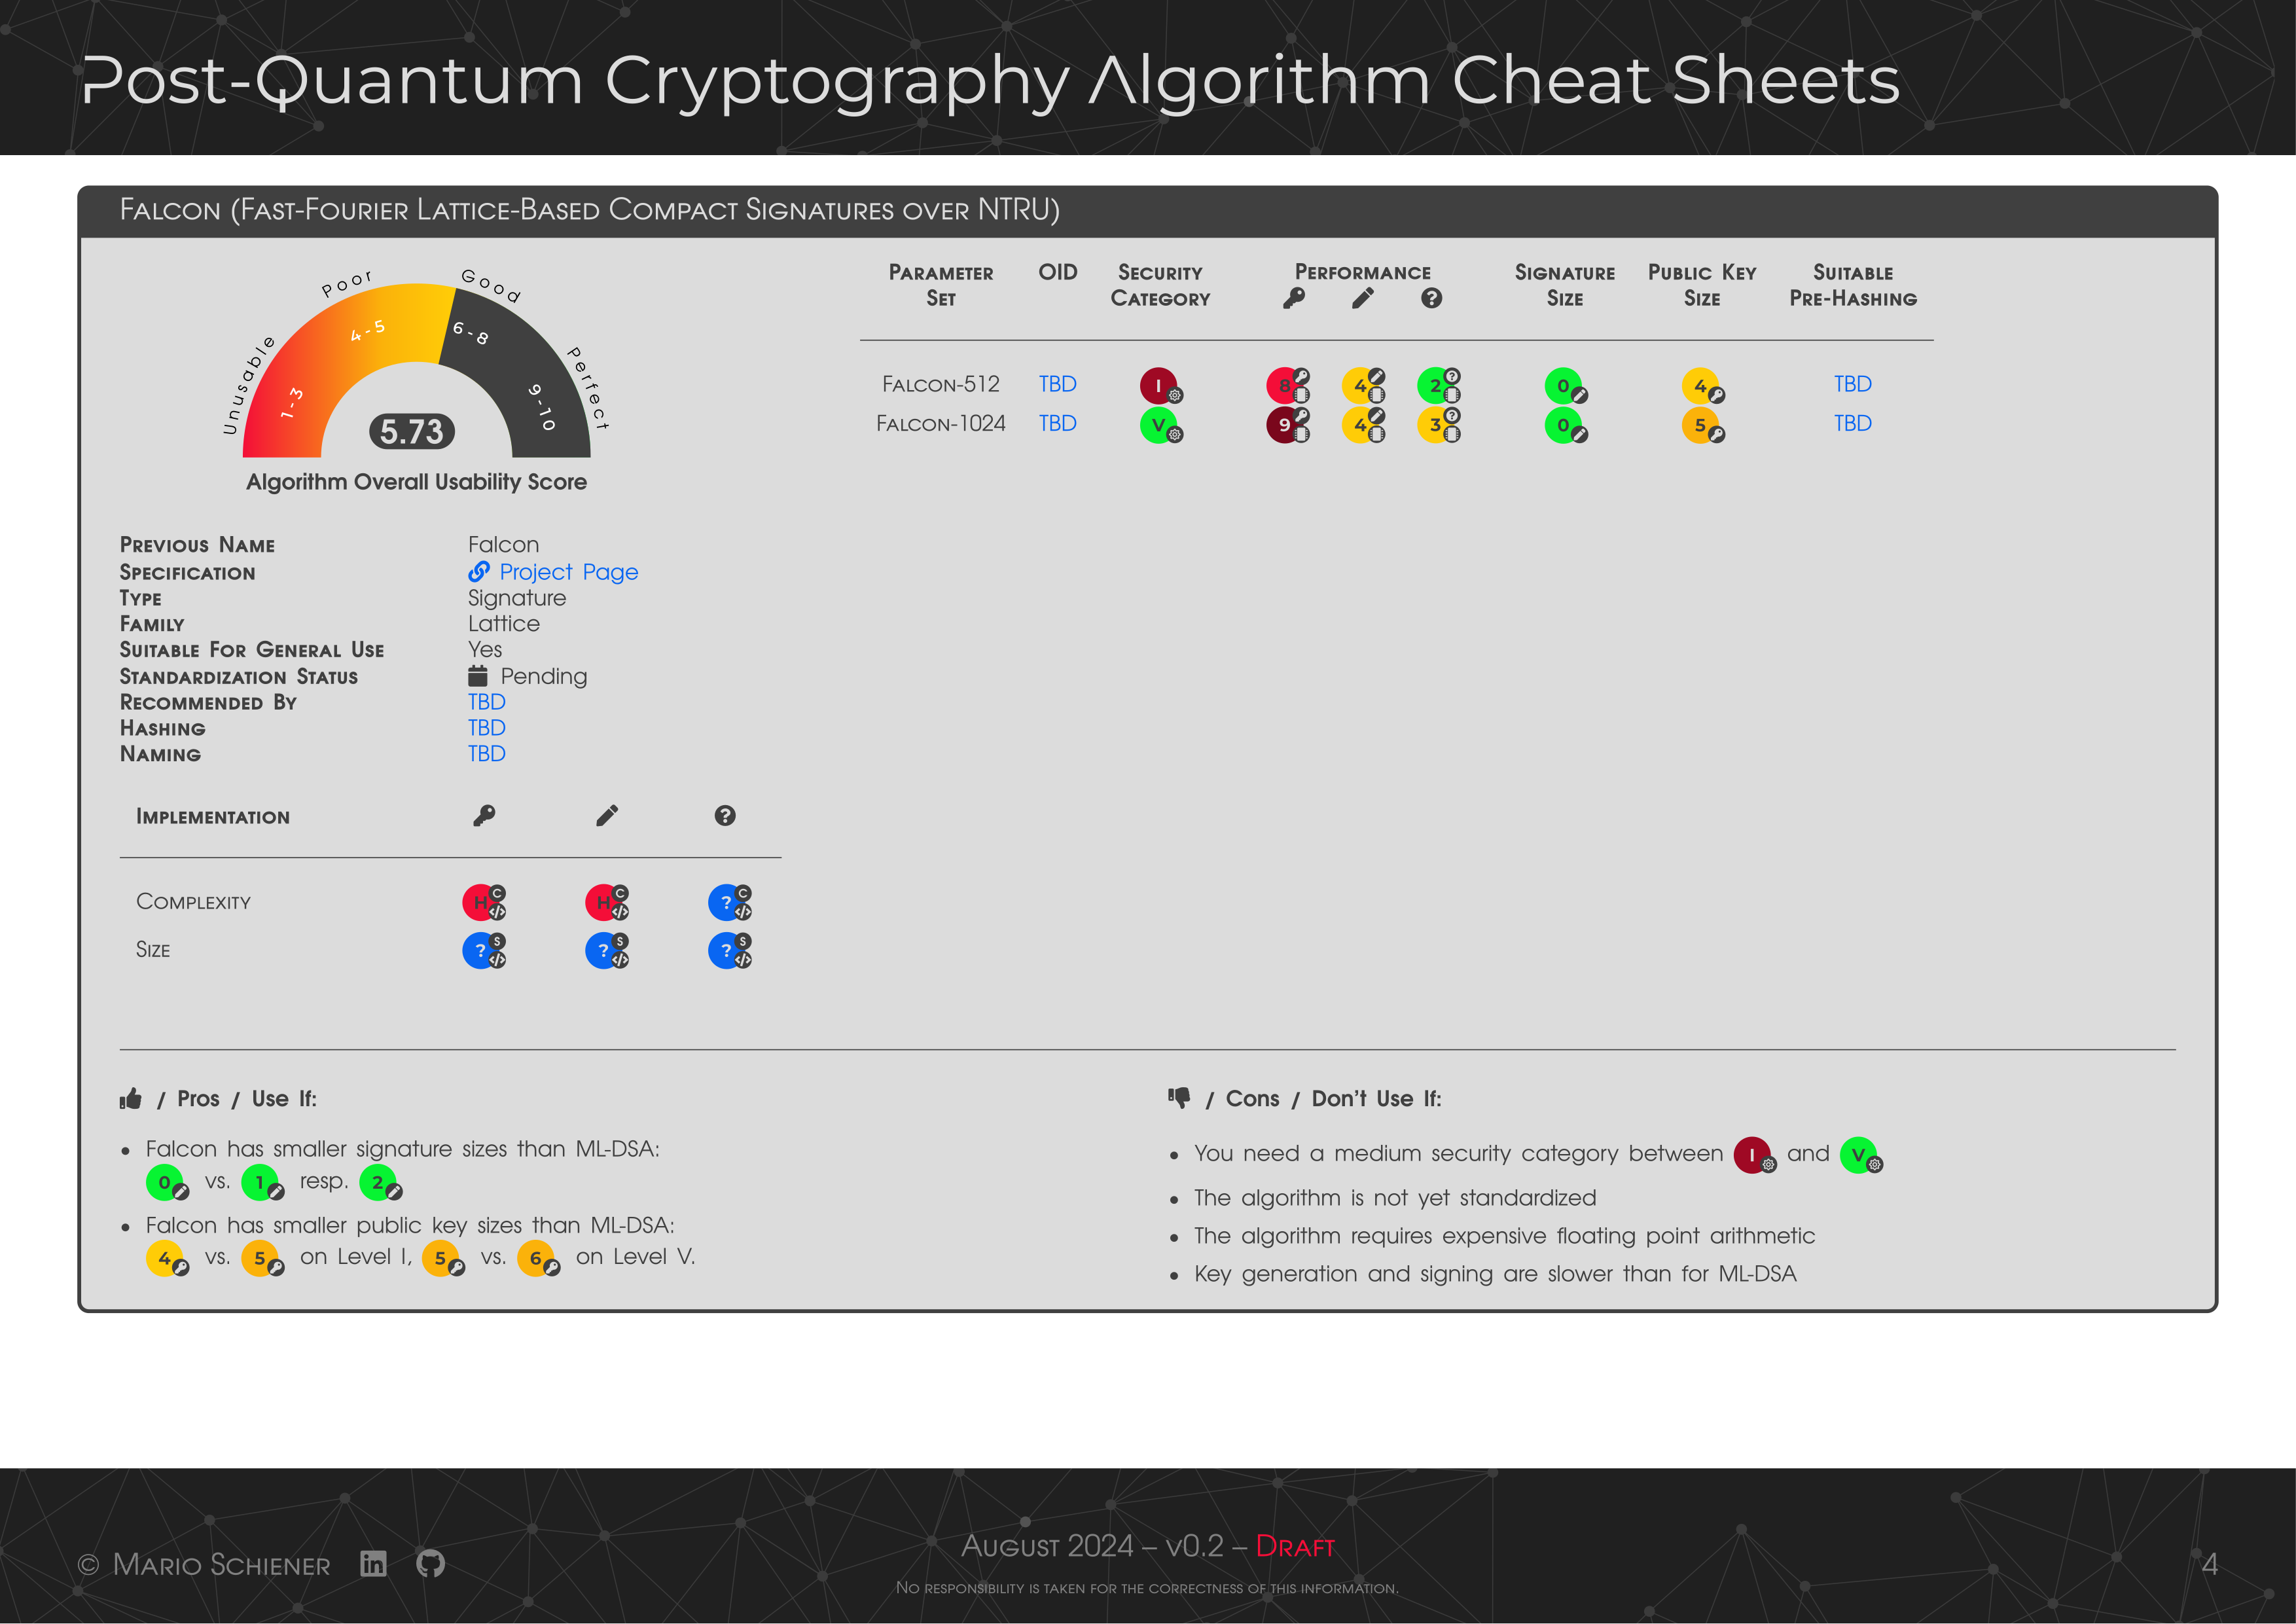 Post-Quantum Cryptography Algorithm Cheat Sheets
Falcon (Fast-Fourier Lattice-Based Compact Signatures over NTRU)
Unusable Poor Good Perfect
1-3 4-5 6-8 9-10
5.73
Algorithm Overall Usability Score
Previous Name Falcon
Specification Project Page
Type Signature
Family Lattice
Suitable For General Use Yes
Standardization Status Pending
Recommended By TBD
Hashing TBD
Naming TBD
Implementation ?
Complexity H C </> H C </> ? C </>
Size ? S </> ? S </> ? S </>
Parameter OID Security Performance Signature Public Key Suitable
Set Category ? Size Size Pre-Hashing
Falcon-512 TBD I 8 4 2 ? 0 4 TBD
Falcon-1024 TBD V 9 4 3 ? 0 5 TBD
/ Pros / Use If:
• Falcon has smaller signature sizes than ML-DSA:
0 vs. 1 resp. 2
• Falcon has smaller public key sizes than ML-DSA:
4 vs. 5 on Level I, 5 vs. 6 on Level V.
/ Cons / Don't Use If:
• You need a medium security category between I and V
• The algorithm is not yet standardized
• The algorithm requires expensive floating point arithmetic
• Key generation and signing are slower than for ML-DSA
© Mario Schiener in
August 2024 – v0.2 – Draft
No responsibility is taken for the correctness of this information.
4